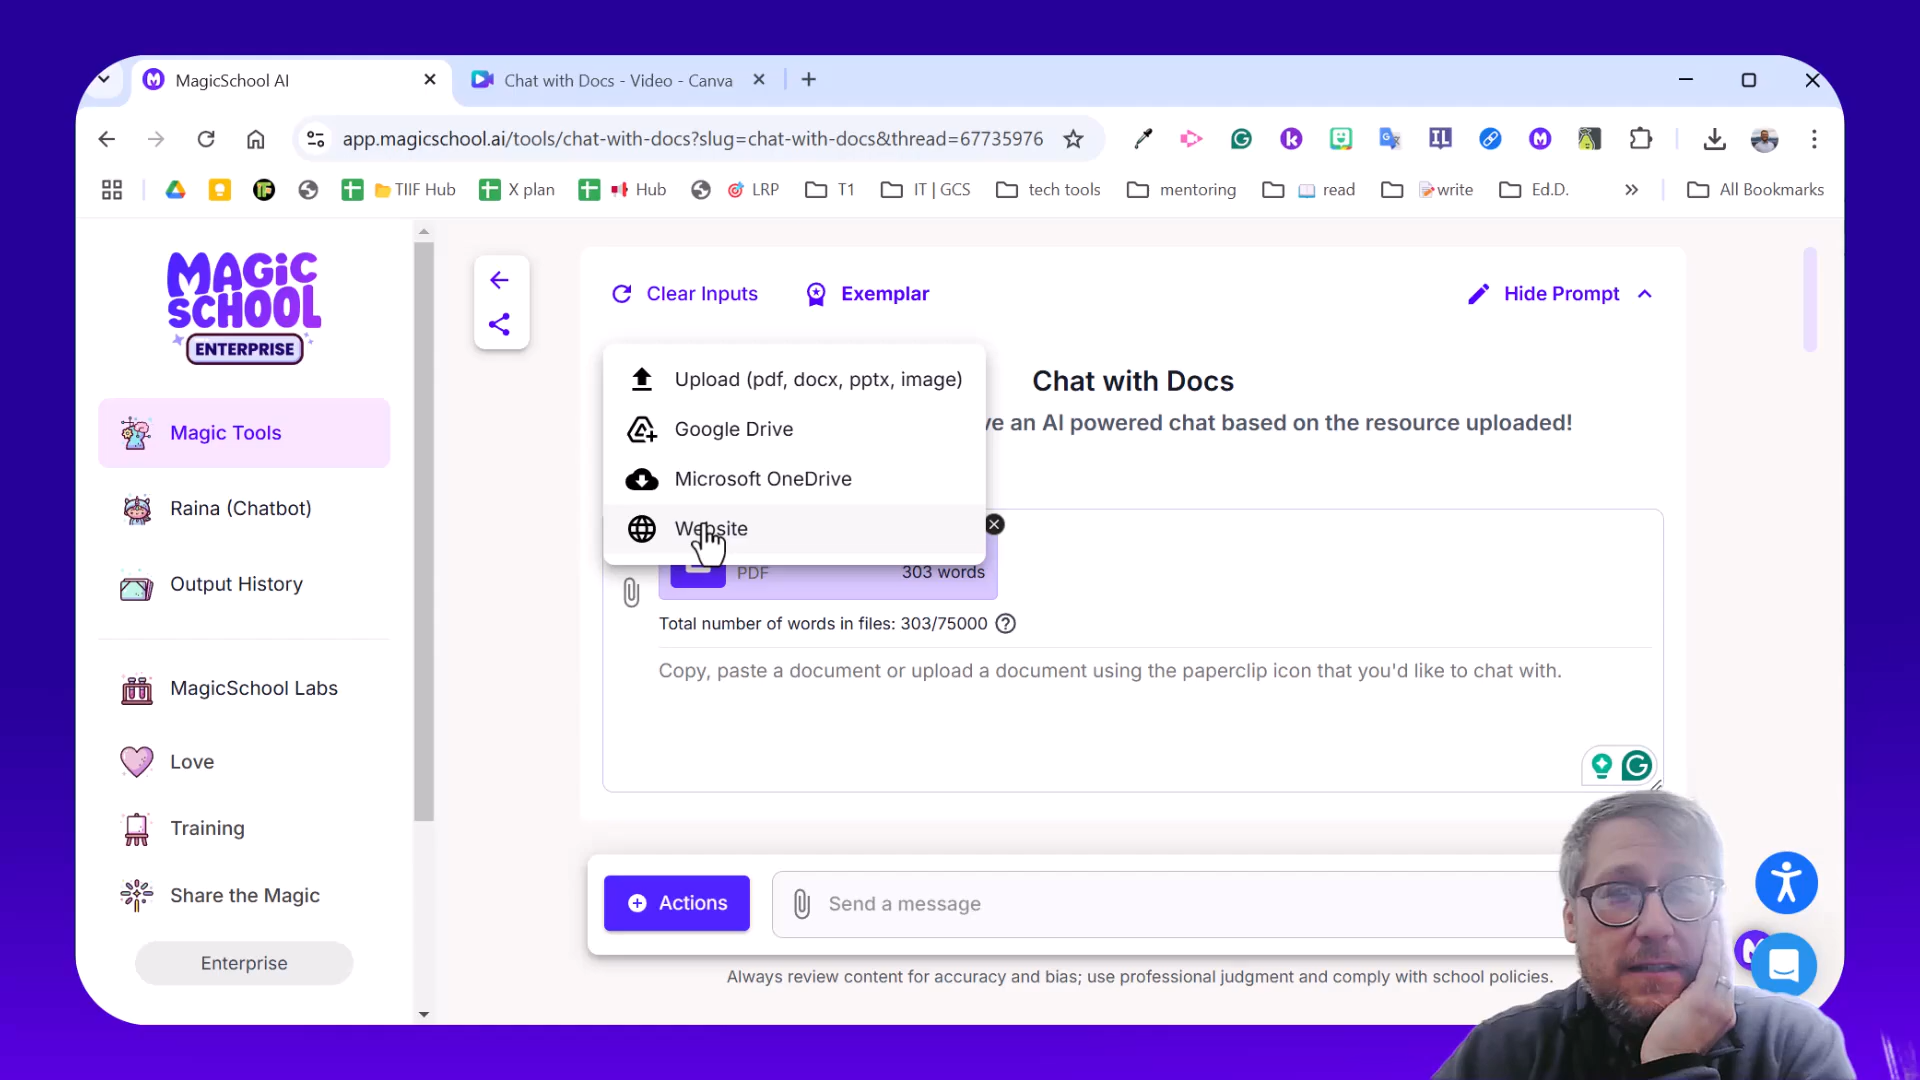 MagicSchool AI
Chat with Docs - Video - Canva
app.magicschool.ai/tools/chat-with-docs?slug=chat-with-docs&thread=67735976
TIIF Hub
X plan
Hub
LRP
T1
IT | GCS
tech tools
mentoring
read
write
Ed.D.
All Bookmarks
MAGIC
SCHOOL
ENTERPRISE
Magic Tools
Raina (Chatbot)
Output History
MagicSchool Labs
Love
Training
Share the Magic
Enterprise
Clear Inputs
Exemplar
Hide Prompt
Upload (pdf, docx, pptx, image)
Google Drive
Microsoft OneDrive
Website
Chat with Docs
an AI powered chat based on the resource uploaded!
PDF
303 words
Total number of words in files: 303/75000
Copy, paste a document or upload a document using the paperclip icon that you'd like to chat with.
Actions
Send a message
Always review content for accuracy and bias; use professional judgment and comply with school policies.